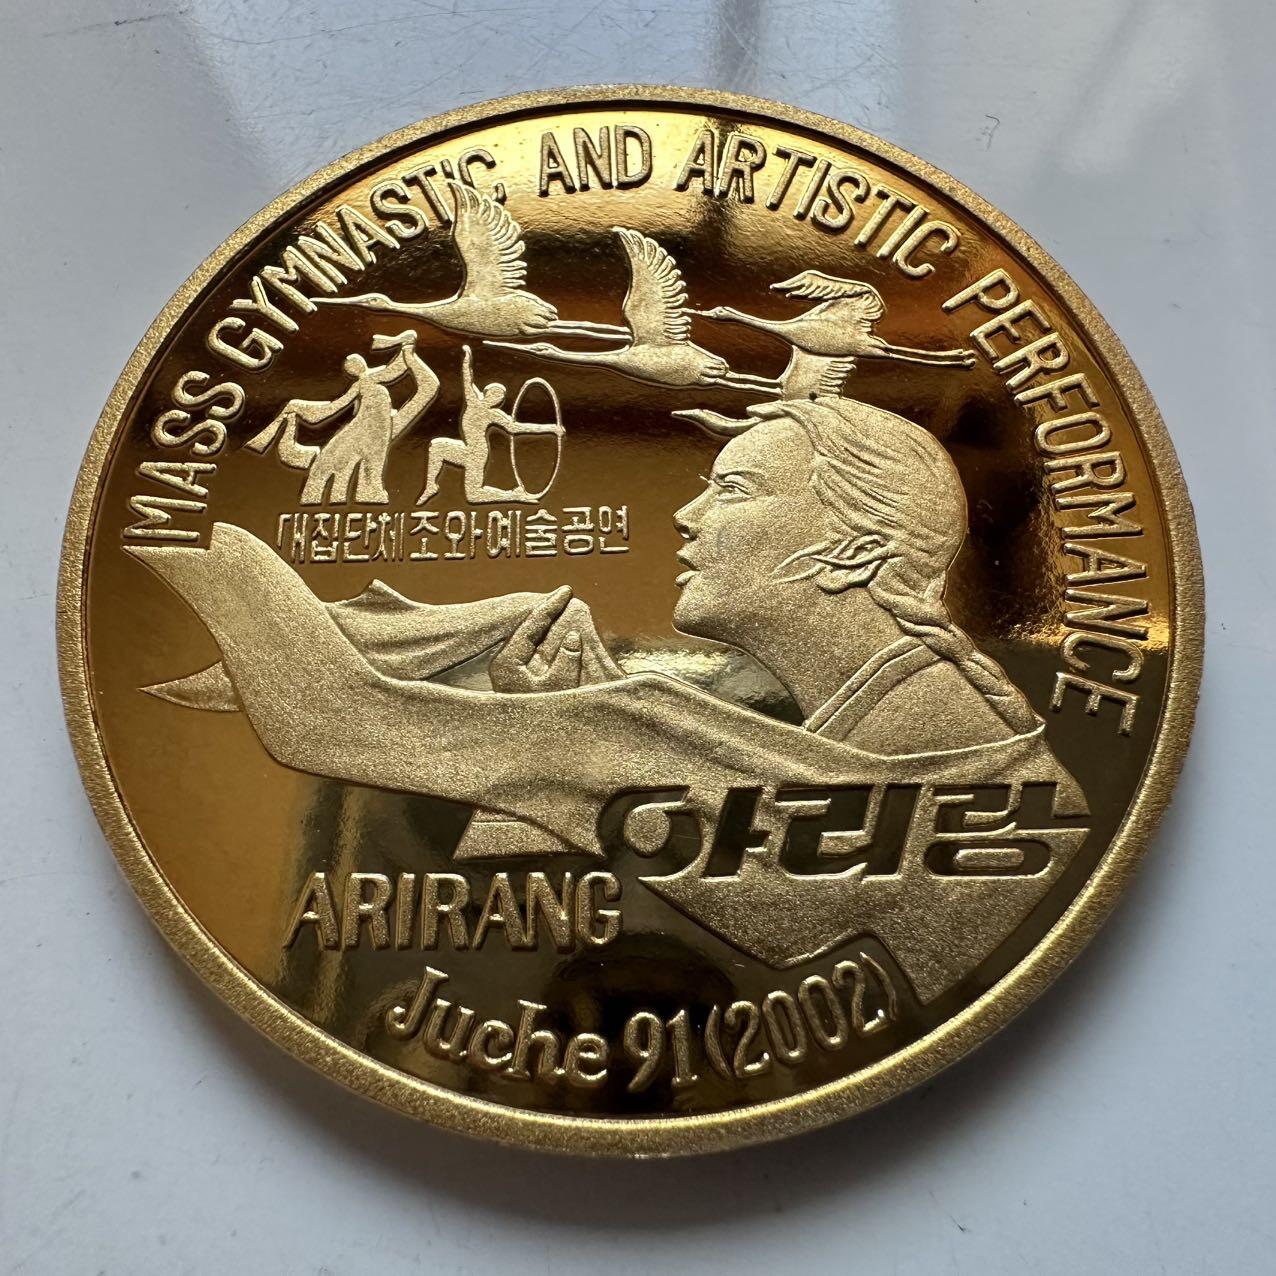 MASS GYMNASTIC AND ARTISTIC PERFORMANCE
대집단체조와예술공연
아리랑
ARIRANG
Juche 91 (2002)